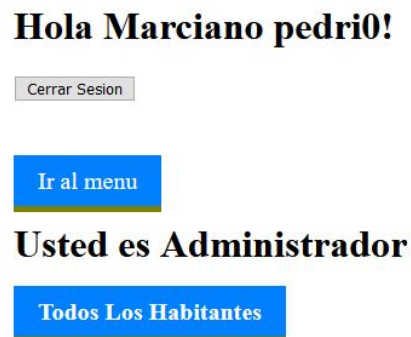 Hola Marciano pedri0!
Cerrar Sesion
Ir al menu
Usted es Administrador
Todos Los Habitantes